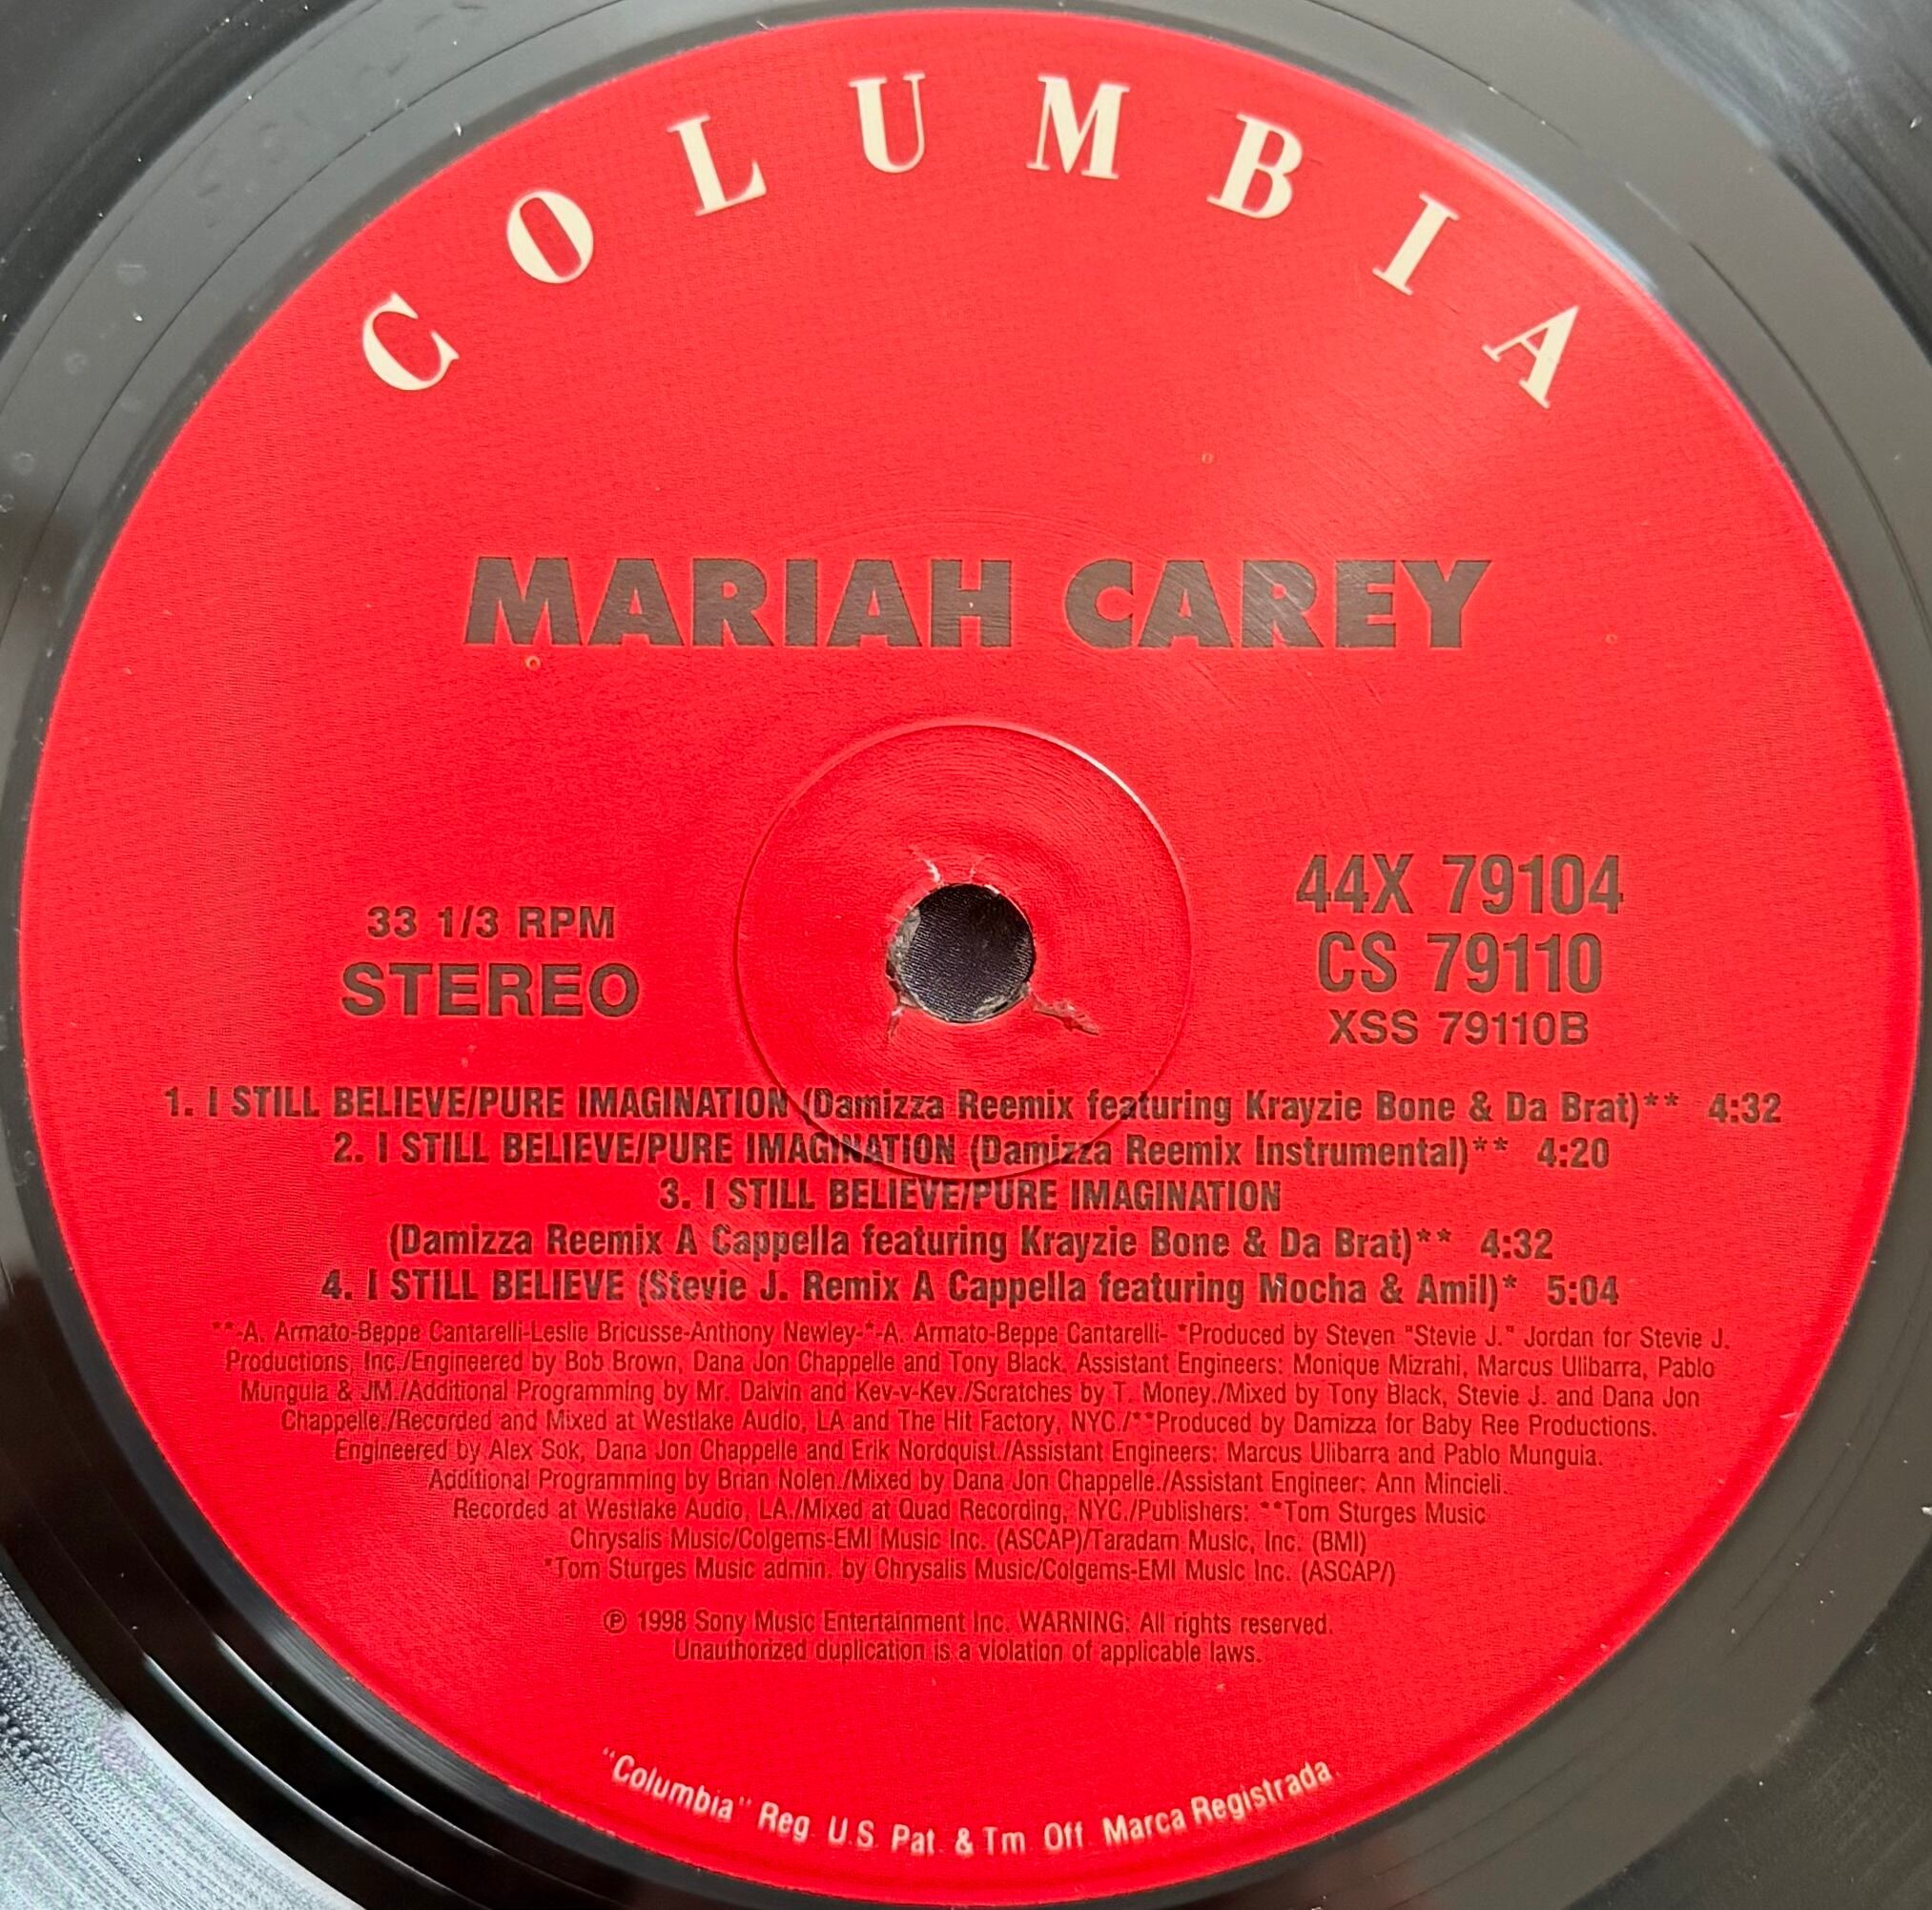 COLUMBIA
MARIAH CAREY
33 1/3 RPM
STEREO
44X 79104
CS 79110
XSS 79110B
1. I STILL BELIEVE/PURE IMAGINATION (Damizza Reemix featuring Krayzie Bone & Da Brat)** 4:32
2. I STILL BELIEVE/PURE IMAGINATION (Damizza Reemix Instrumental)** 4:20
3. I STILL BELIEVE/PURE IMAGINATION
(Damizza Reemix A Cappella featuring Krayzie Bone & Da Brat)** 4:32
4. I STILL BELIEVE (Stevie J. Remix A Cappella featuring Mocha & Amil)* 5:04
**-A. Armato-Beppe Cantarelli-Leslie Bricusse-Anthony Newley-*-A. Armato-Beppe Cantarelli- *Produced by Steven "Stevie J." Jordan for Stevie J.
Productions, Inc./Engineered by Bob Brown, Dana Jon Chappelle and Tony Black. Assistant Engineers: Monique Mizrahi, Marcus Ulibarra, Pablo
Munguia & JM./Additional Programming by Mr. Dalvin and Kev-v-Kev./Scratches by T. Money./Mixed by Tony Black, Stevie J. and Dana Jon
Chappelle./Recorded and Mixed at Westlake Audio, LA and The Hit Factory, NYC./**Produced by Damizza for Baby Ree Productions.
Engineered by Alex Sok, Dana Jon Chappelle and Erik Nordquist./Assistant Engineers: Marcus Ulibarra and Pablo Munguia.
Additional Programming by Brian Nolen./Mixed by Dana Jon Chappelle./Assistant Engineer: Ann Mincieli.
Recorded at Westlake Audio, LA./Mixed at Quad Recording, NYC./Publishers: **Tom Sturges Music
Chrysalis Music/Colgems-EMI Music Inc. (ASCAP)/Taradam Music, Inc. (BMI)
*Tom Sturges Music admin. by Chrysalis Music/Colgems-EMI Music Inc. (ASCAP/)
℗ 1998 Sony Music Entertainment Inc. WARNING: All rights reserved.
Unauthorized duplication is a violation of applicable laws.
"Columbia" Reg. U.S. Pat. & Tm. Off. Marca Registrada.